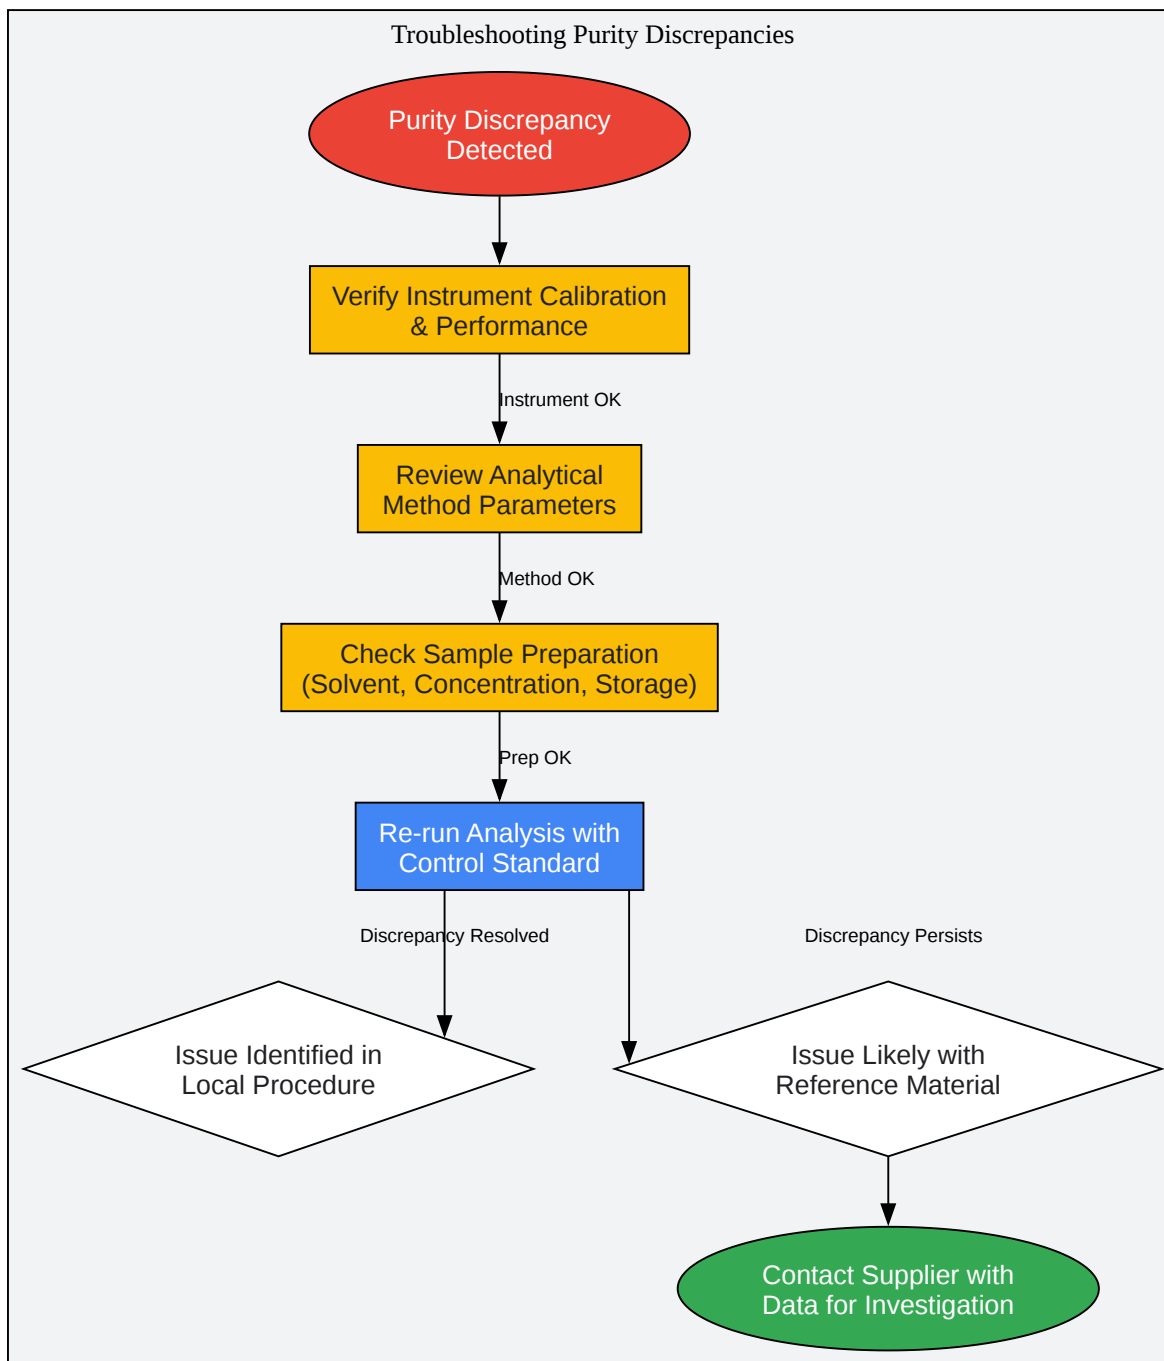 Troubleshooting Purity Discrepancies
Purity Discrepancy
Detected
Verify Instrument Calibration
& Performance
Instrument OK
Review Analytical
Method Parameters
Method OK
Check Sample Preparation
(Solvent, Concentration, Storage)
Prep OK
Re-run Analysis with
Control Standard
Discrepancy Resolved
Discrepancy Persists
Issue Identified in
Local Procedure
Issue Likely with
Reference Material
Contact Supplier with
Data for Investigation